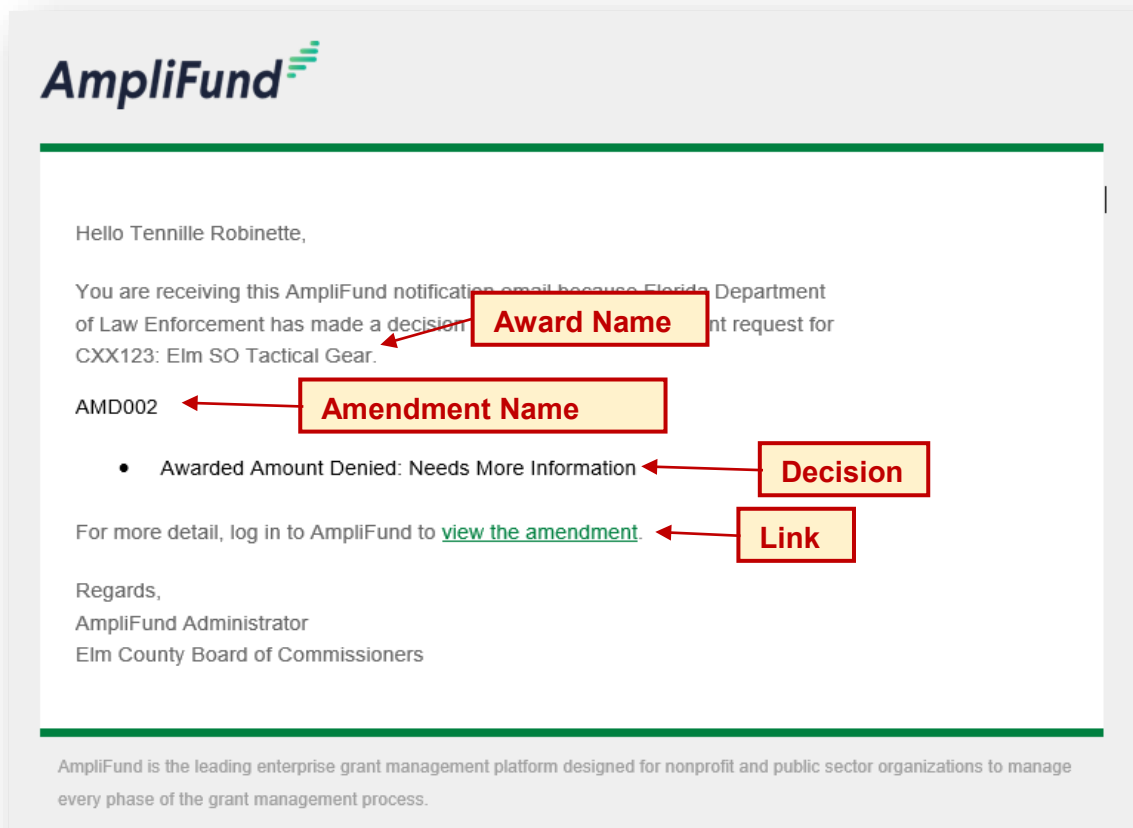 AmpliFund
Hello Tennille Robinette,
You are receiving this AmpliFund notification email because Florida Department
of Law Enforcement has made a decision nt request for
Award Name
CXX123: Elm SO Tactical Gear.
AMD002
Amendment Name
• Awarded Amount Denied: Needs More Information
Decision
For more detail, log in to AmpliFund to view the amendment.
Link
Regards,
AmpliFund Administrator
Elm County Board of Commissioners
AmpliFund is the leading enterprise grant management platform designed for nonprofit and public sector organizations to manage
every phase of the grant management process.